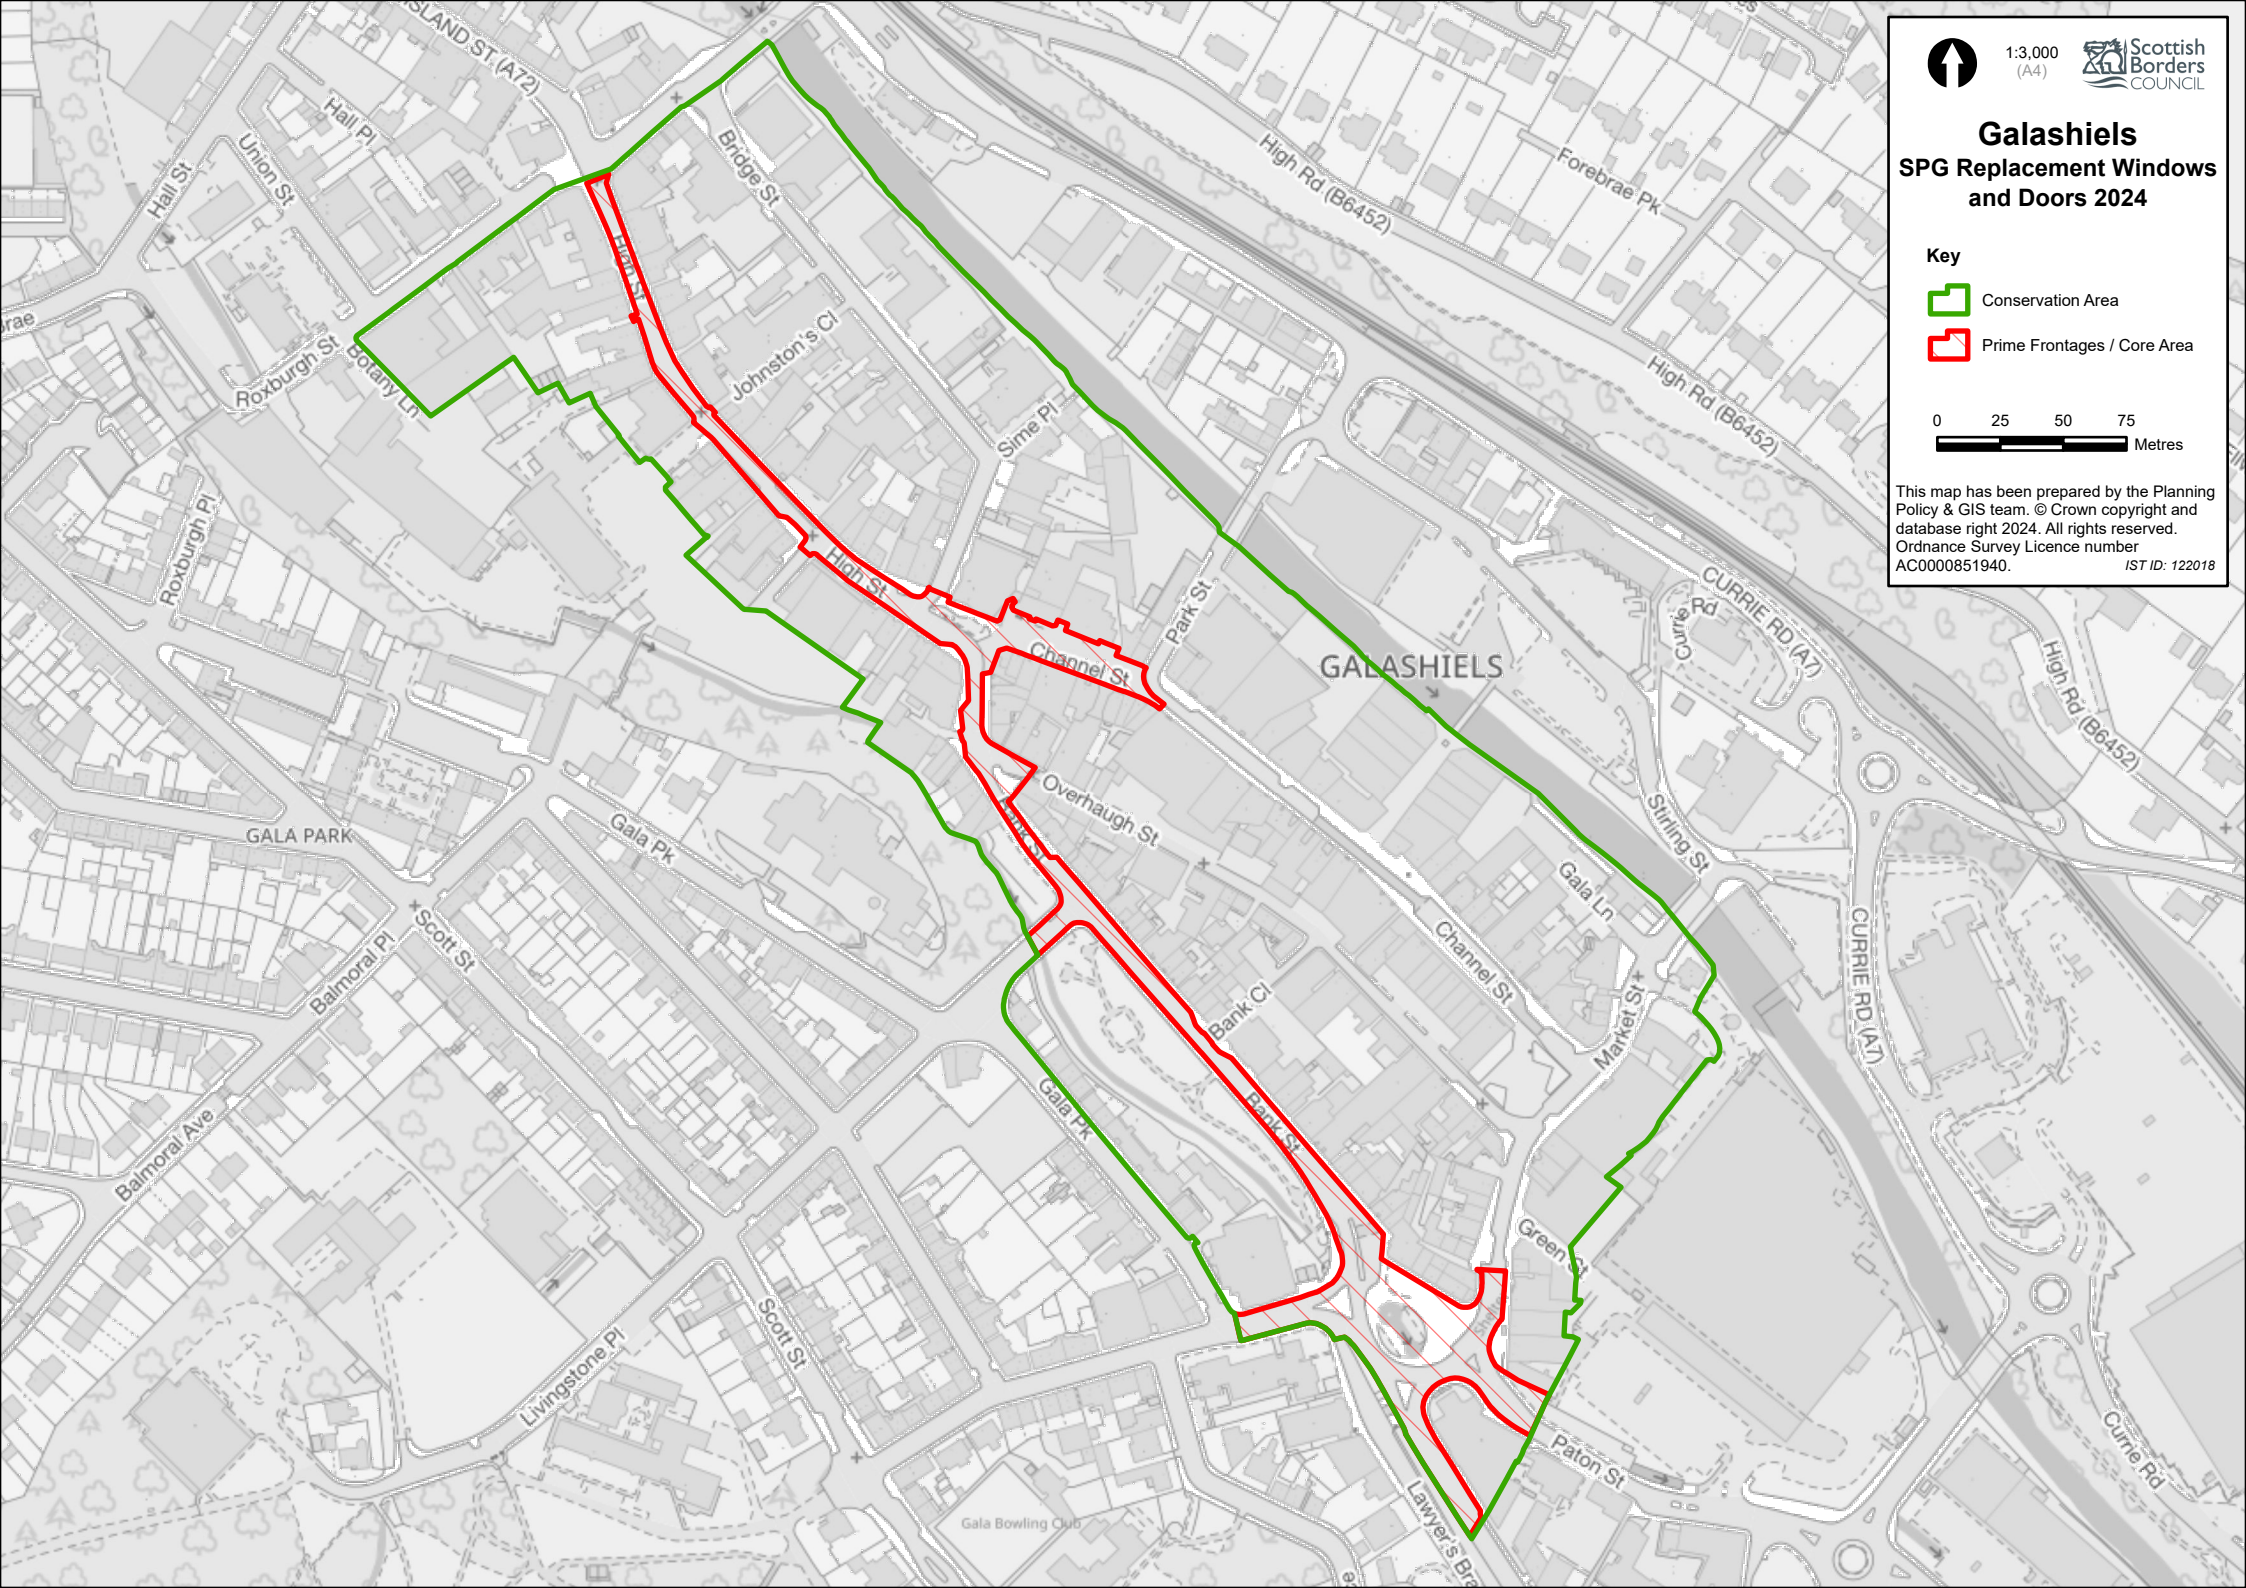 1:3,000
(A4)
Scottish
Borders
COUNCIL
Galashiels
SPG Replacement Windows
and Doors 2024
Key
Conservation Area
Prime Frontages / Core Area
0 25 50 75
Metres
This map has been prepared by the Planning
Policy & GIS team. © Crown copyright and
database right 2024. All rights reserved.
Ordnance Survey Licence number
AC0000851940.
IST ID: 122018
ISLAND ST (A72)
Hall Pl
Union St
Hall St
Bridge St
High St
Johnston's Cl
Roxburgh St
Botany Ln
Sime Pl
High Rd (B6452)
Forebrae Pk
High Rd (B6452)
Roxburgh Pl
High St
Channel St
Park St
GALASHIELS
CURRIE RD (A7)
Currie
Rd
High Rd (B6452)
Overhaugh St
Bank St
Stirling St
GALA PARK
Gala Pk
Gala Ln
Scott St
Balmoral Pl
Channel St
CURRIE RD (A7)
Bank Cl
Market St
Gala Pk
Bank St
Balmoral Ave
Green St
Scott St
Livingstone Pl
Paton St
Currie Rd
Gala Bowling Club
Lawyer's Bra